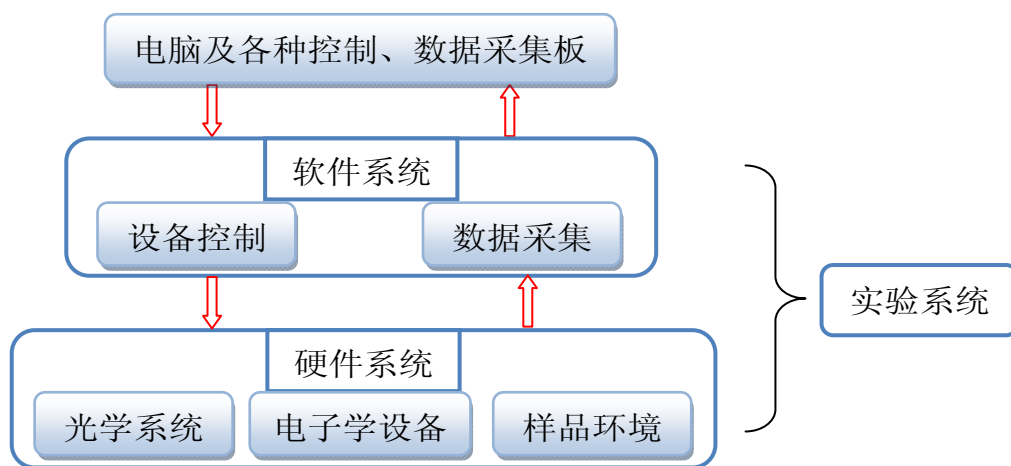 电脑及各种控制、数据采集板
软件系统
设备控制
数据采集
实验系统
硬件系统
光学系统
电子学设备
样品环境